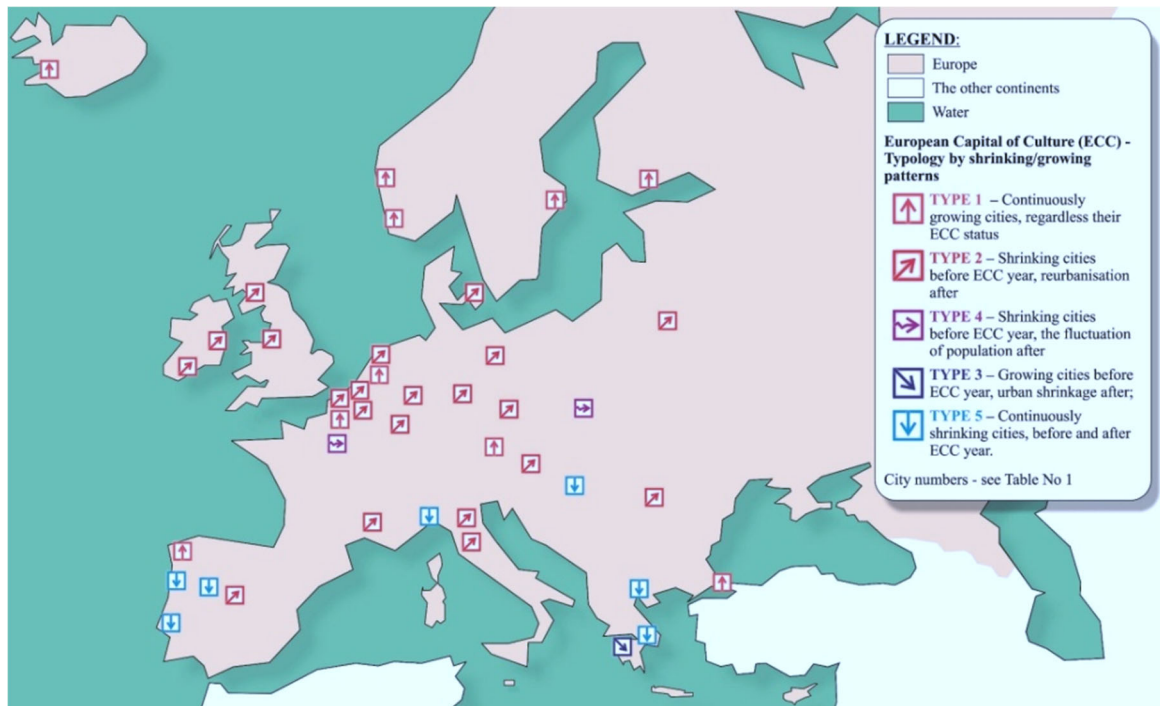 LEGEND:
Europe
The other continents
Water
European Capital of Culture (ECC) -
Typology by shrinking/growing
patterns
TYPE 1 – Continuously
growing cities, regardless their
ECC status
TYPE 2 – Shrinking cities
before ECC year, reurbanisation
after
TYPE 4 – Shrinking cities
before ECC year, the fluctuation
of population after
TYPE 3 – Growing cities before
ECC year, urban shrinkage after;
TYPE 5 – Continuously
shrinking cities, before and after
ECC year.
City numbers - see Table No 1